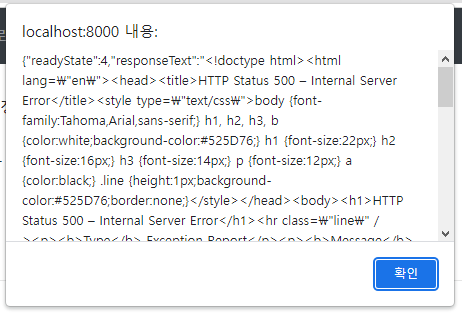 localhost:8000 내용:
{"readyState":4,"responseText":"<!doctype html><html
lang=₩"en₩"><head><title>HTTP Status 500 – Internal Server
Error</title><style type=₩"text/css₩">body {font-
family:Tahoma,Arial,sans-serif;} h1, h2, h3, b
{color:white;background-color:#525D76;} h1 {font-size:22px;} h2
{font-size:16px;} h3 {font-size:14px;} p {font-size:12px;} a
{color:black;} .line {height:1px;background-
color:#525D76;border:none;}</style></head><body><h1>HTTP
Status 500 – Internal Server Error</h1><hr class=₩"line₩" /
><p><b>Type</b> Exception Report</p><p><b>Message</b>
확인